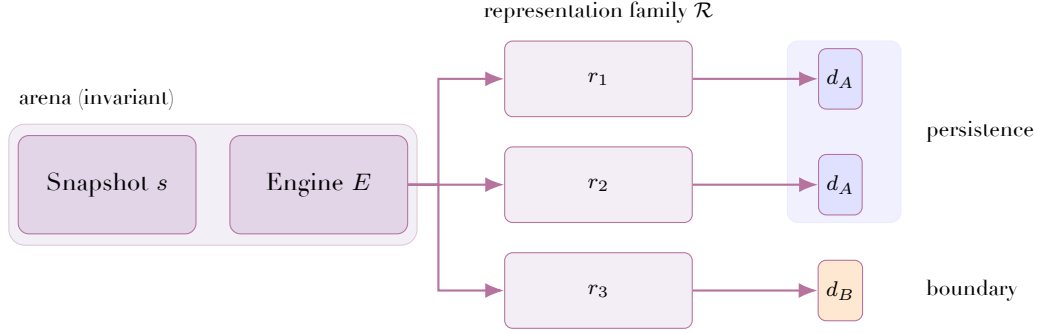 representation family ℛ
arena (invariant)
Snapshot s
Engine E
r₁
d_A
persistence
r₂
d_A
r₃
d_B
boundary